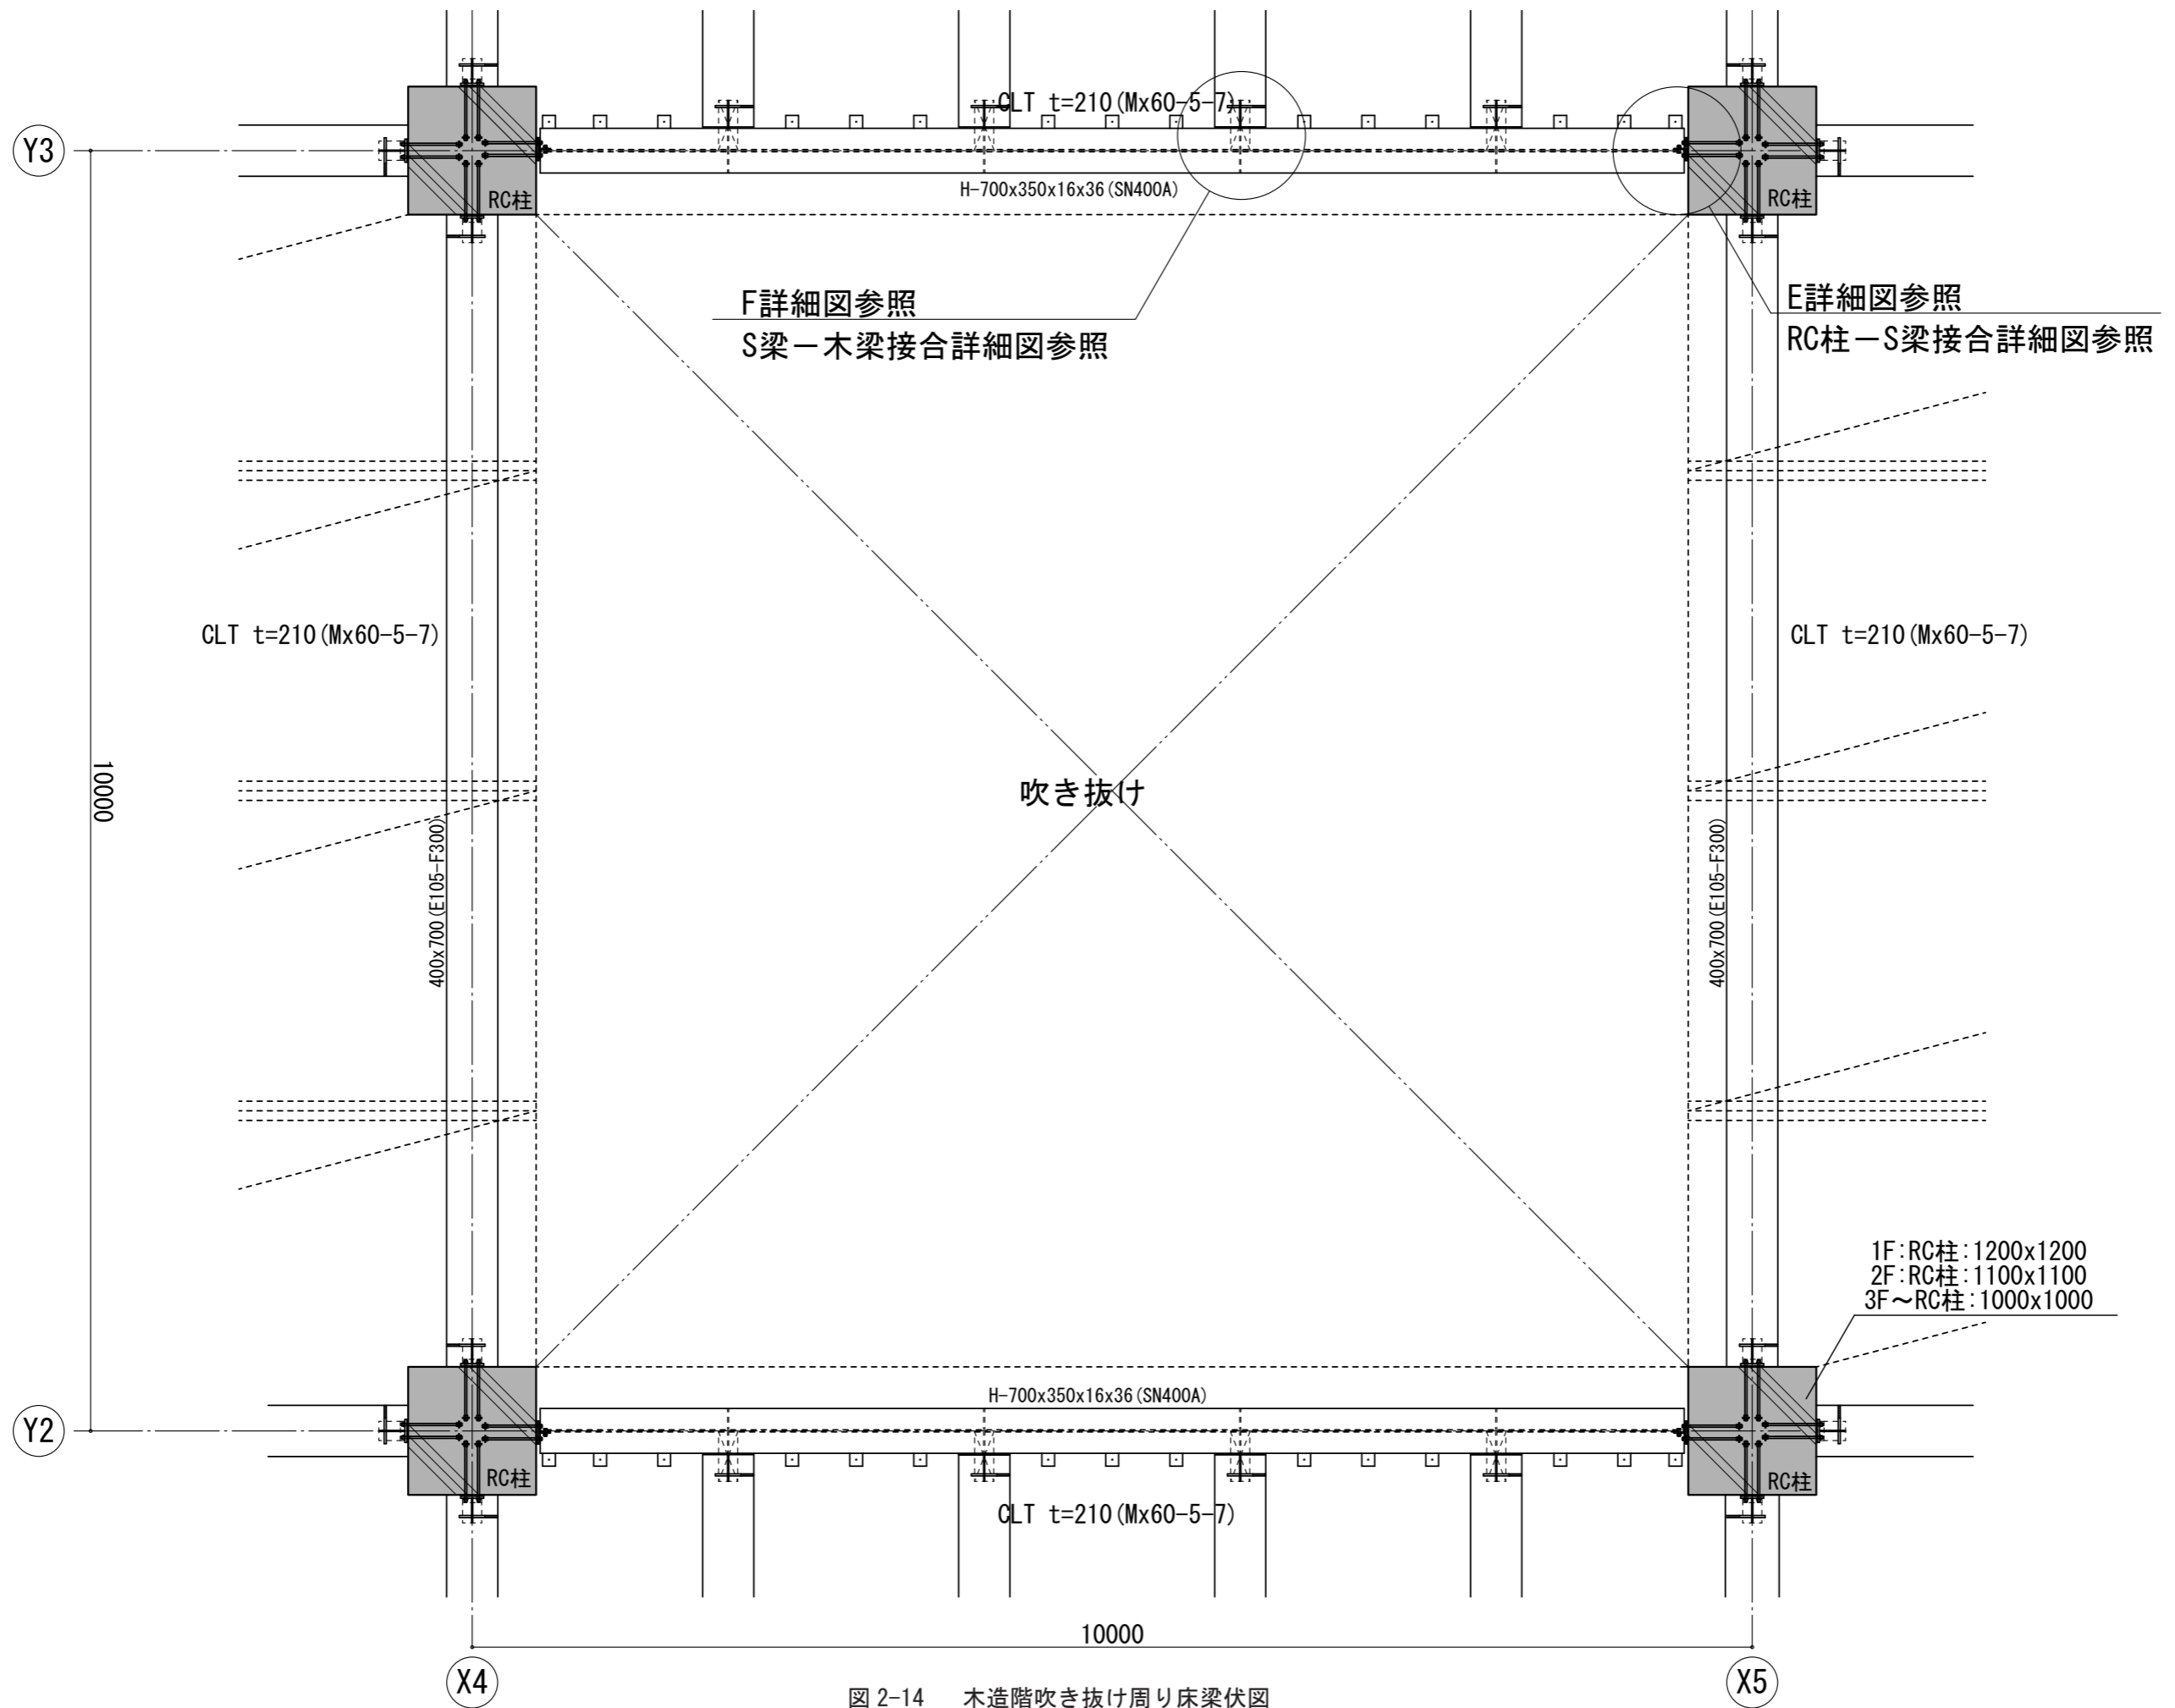 CLT t=210(Mx60-5-7)
Y3
RC柱
H-700x350x16x36(SN400A)
RC柱
F詳細図参照
S梁－木梁接合詳細図参照
E詳細図参照
RC柱－S梁接合詳細図参照
CLT t=210(Mx60-5-7)
CLT t=210(Mx60-5-7)
10000
吹き抜け
400x700(E105-F300)
400x700(E105-F300)
1F:RC柱:1200x1200
2F:RC柱:1100x1100
3F～RC柱:1000x1000
H-700x350x16x36(SN400A)
Y2
RC柱
RC柱
CLT t=210(Mx60-5-7)
10000
X4
X5
図 2-14 木造階吹き抜け周り床梁伏図